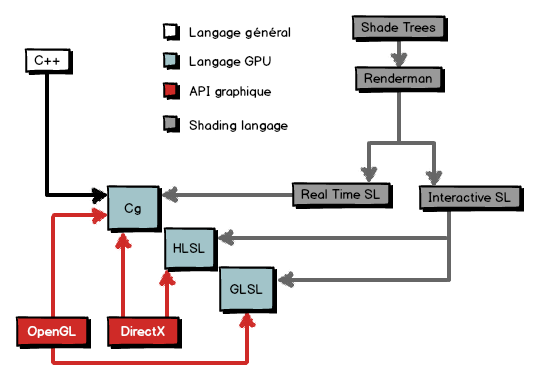 Shade Trees
Langage général
C++
Langage GPU
Renderman
API graphique
Shading langage
Real Time SL
Interactive SL
Cg
HLSL
GLSL
OpenGL
DirectX